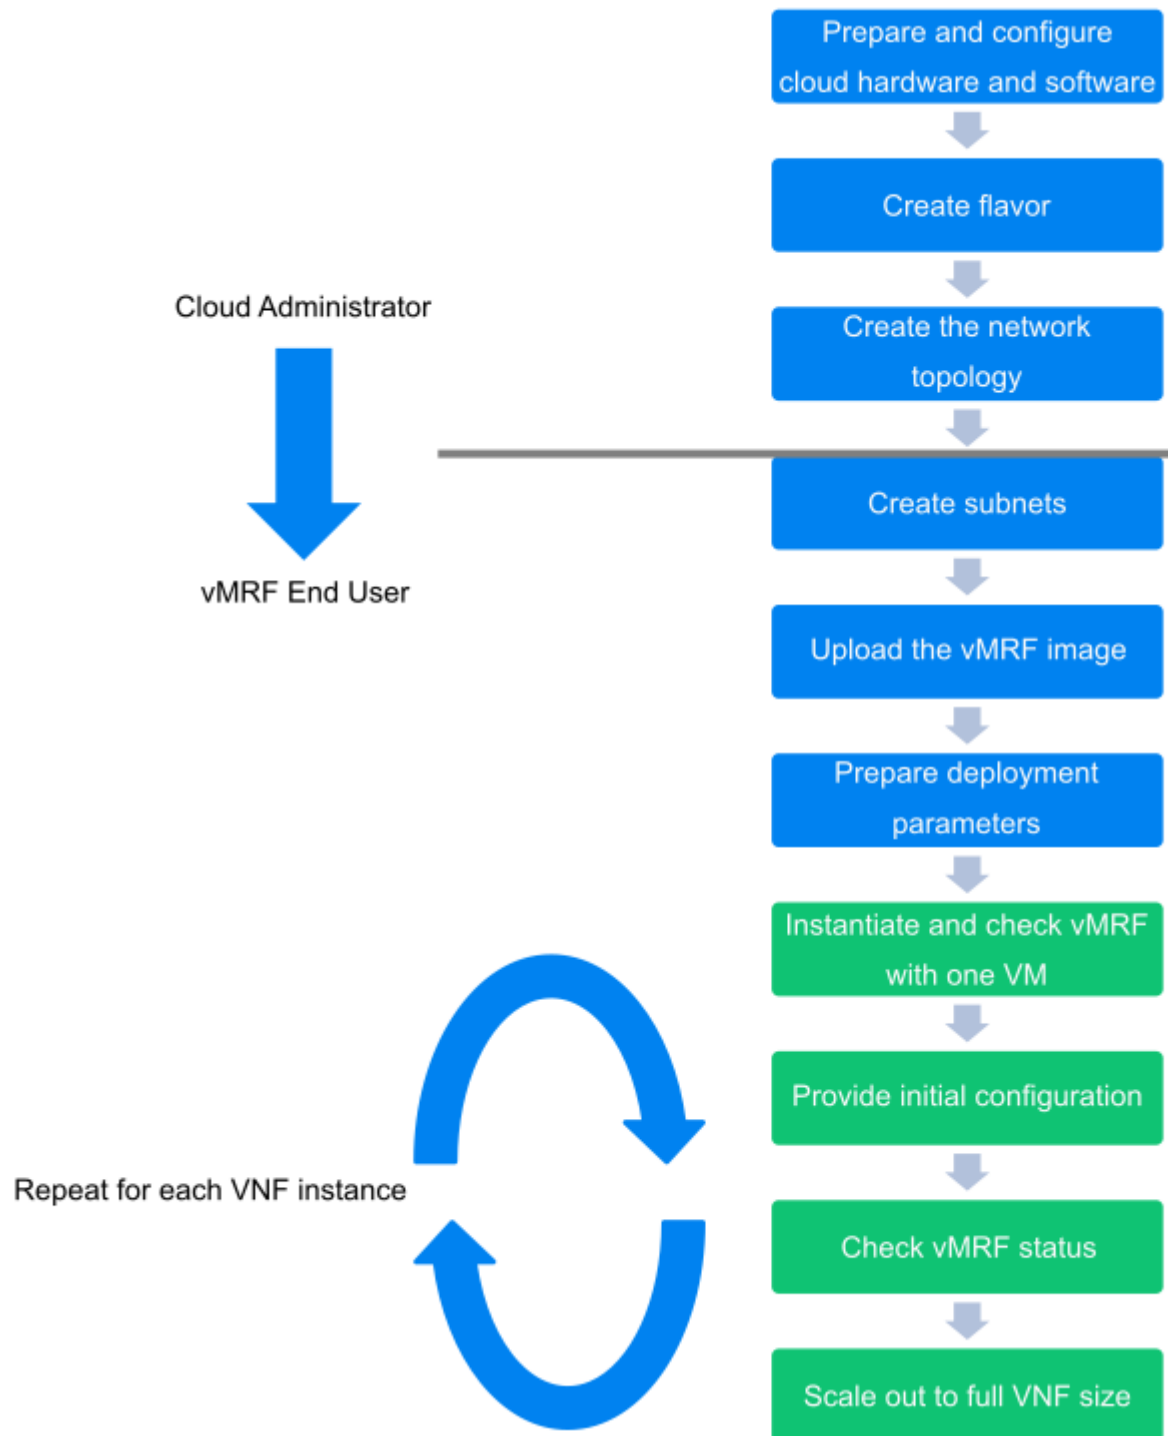 Prepare and configure
cloud hardware and software
Create flavor
Cloud Administrator
Create the network
topology
Create subnets
vMRF End User
Upload the vMRF image
Prepare deployment
parameters
Instantiate and check vMRF
with one VM
Provide initial configuration
Repeat for each VNF instance
Check vMRF status
Scale out to full VNF size